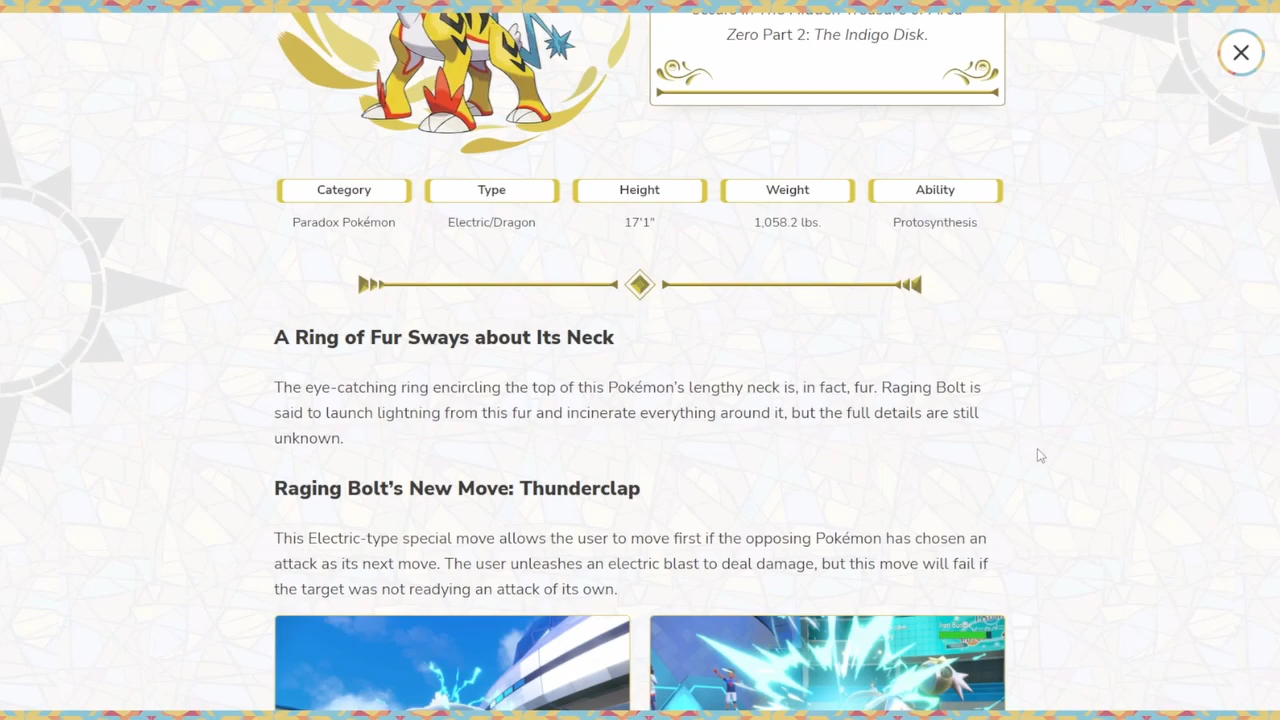 Zero Part 2: The Indigo Disk.
Category
Type
Height
Weight
Ability
Paradox Pokémon
Electric/Dragon
17'1"
1,058.2 lbs.
Protosynthesis
A Ring of Fur Sways about Its Neck
The eye-catching ring encircling the top of this Pokémon’s lengthy neck is, in fact, fur. Raging Bolt is
said to launch lightning from this fur and incinerate everything around it, but the full details are still
unknown.
Raging Bolt’s New Move: Thunderclap
This Electric-type special move allows the user to move first if the opposing Pokémon has chosen an
attack as its next move. The user unleashes an electric blast to deal damage, but this move will fail if
the target was not readying an attack of its own.
Iron Bundle